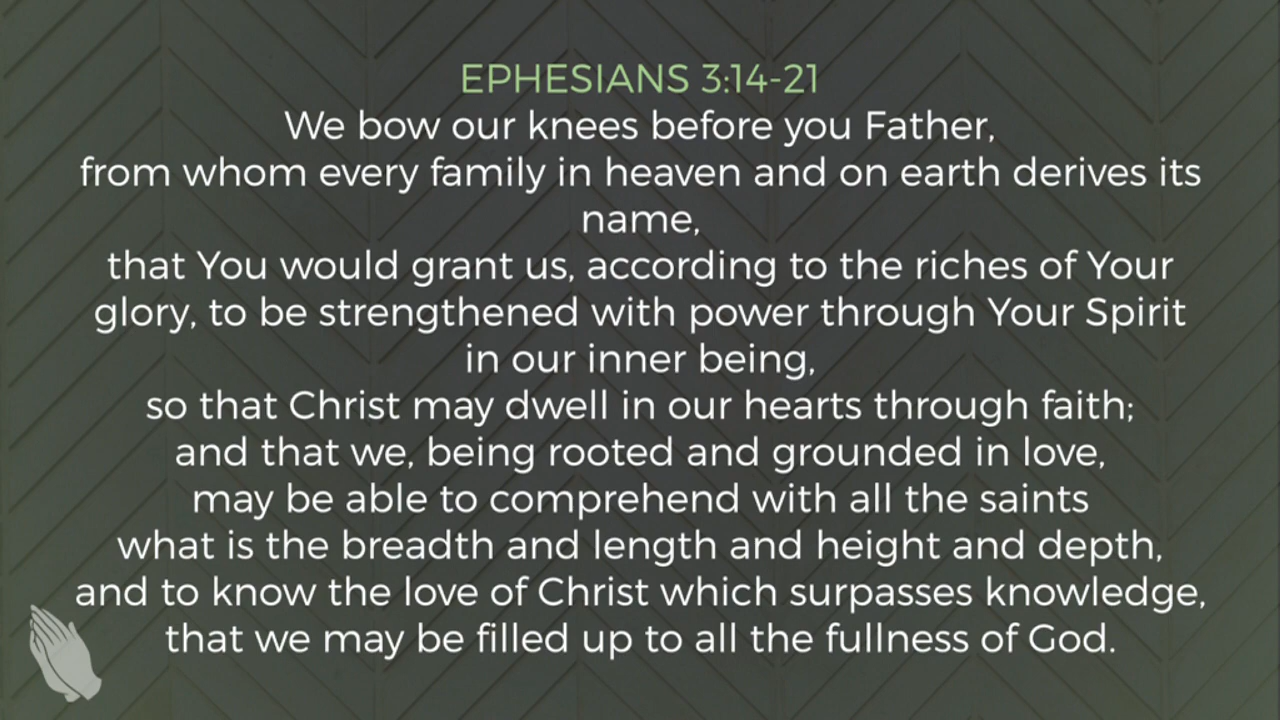 EPHESIANS 3:14-21
We bow our knees before you Father,
from whom every family in heaven and on earth derives its
name,
that You would grant us, according to the riches of Your
glory, to be strengthened with power through Your Spirit
in our inner being,
so that Christ may dwell in our hearts through faith;
and that we, being rooted and grounded in love,
may be able to comprehend with all the saints
what is the breadth and length and height and depth,
and to know the love of Christ which surpasses knowledge,
that we may be filled up to all the fullness of God.